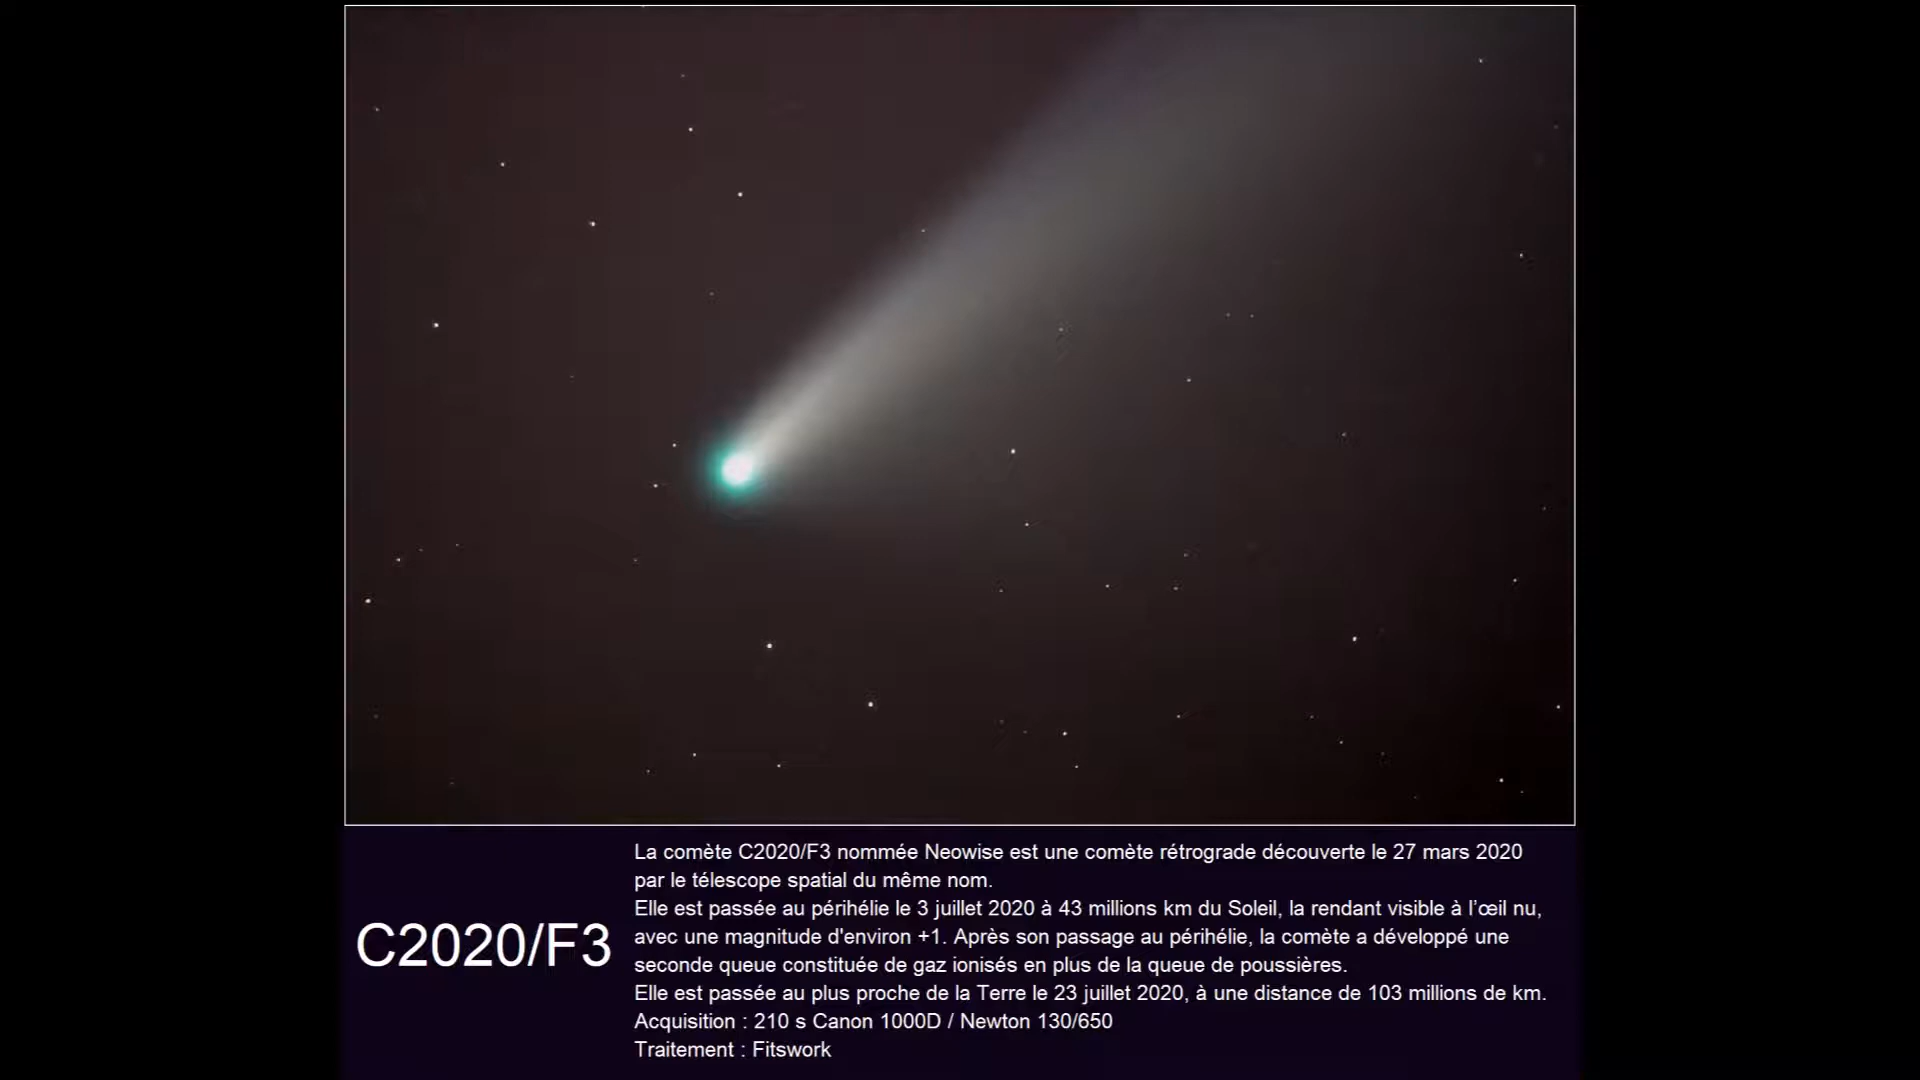 La comète C2020/F3 nommée Neowise est une comète rétrograde découverte le 27 mars 2020
par le télescope spatial du même nom.
Elle est passée au périhélie le 3 juillet 2020 à 43 millions km du Soleil, la rendant visible à l’œil nu,
avec une magnitude d'environ +1. Après son passage au périhélie, la comète a développé une
seconde queue constituée de gaz ionisés en plus de la queue de poussières.
Elle est passée au plus proche de la Terre le 23 juillet 2020, à une distance de 103 millions de km.
Acquisition : 210 s Canon 1000D / Newton 130/650
Traitement : Fitswork
C2020/F3